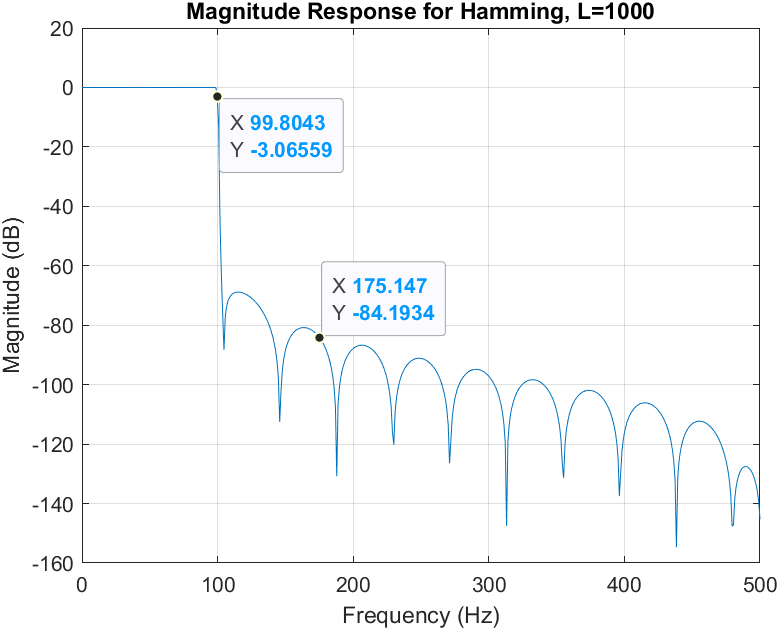 Magnitude Response for Hamming, L=1000
20
0
-20
-40
-60
-80
-100
-120
-140
-160
Magnitude (dB)
X 99.8043
Y -3.06559
X 175.147
Y -84.1934
0 100 200 300 400 500
Frequency (Hz)